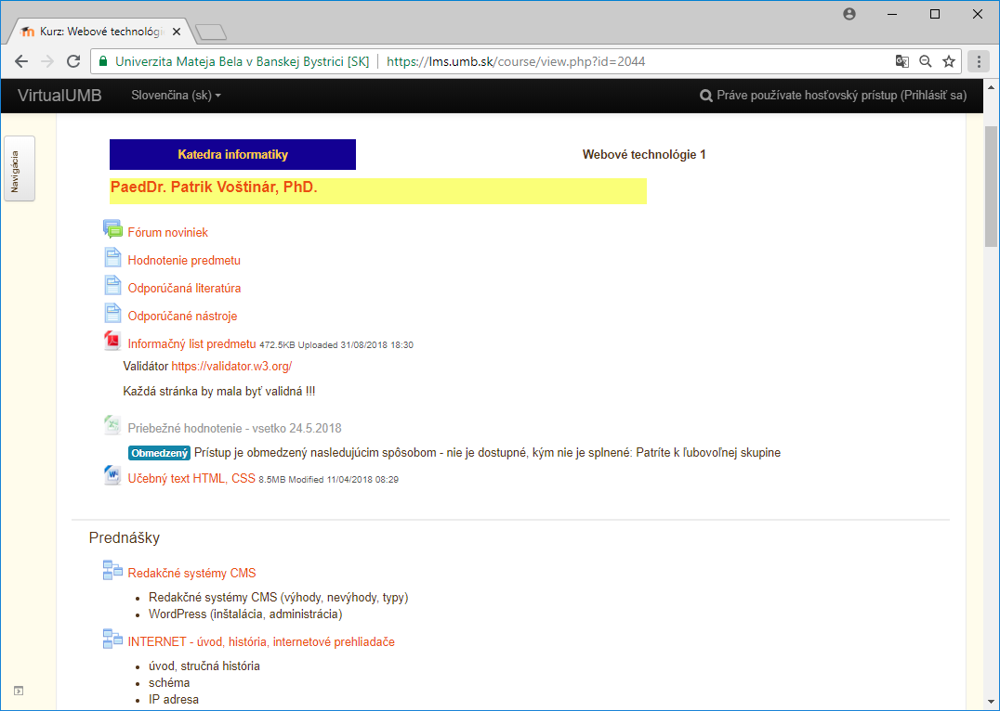 Kurz: Webové technológi
Univerzita Mateja Bela v Banskej Bystrici [SK] https://lms.umb.sk/course/view.php?id=2044
VirtualUMB Slovenčina (sk) Práve používate hosťovský prístup (Prihlásiť sa)
Navigácia
Katedra informatiky Webové technológie 1
PaedDr. Patrik Voštinár, PhD.
Fórum noviniek
Hodnotenie predmetu
Odporúčaná literatúra
Odporúčané nástroje
Informačný list predmetu 472.5KB Uploaded 31/08/2018 18:30
Validátor https://validator.w3.org/
Každá stránka by mala byť validná !!!
Priebežné hodnotenie - vsetko 24.5.2018
Obmedzený Prístup je obmedzený nasledujúcim spôsobom - nie je dostupné, kým nie je splnené: Patríte k ľubovoľnej skupine
Učebný text HTML, CSS 8.5MB Modified 11/04/2018 08:29
Prednášky
Redakčné systémy CMS
• Redakčné systémy CMS (výhody, nevýhody, typy)
• WordPress (inštalácia, administrácia)
INTERNET - úvod, história, internetové prehliadače
• úvod, stručná história
• schéma
• IP adresa